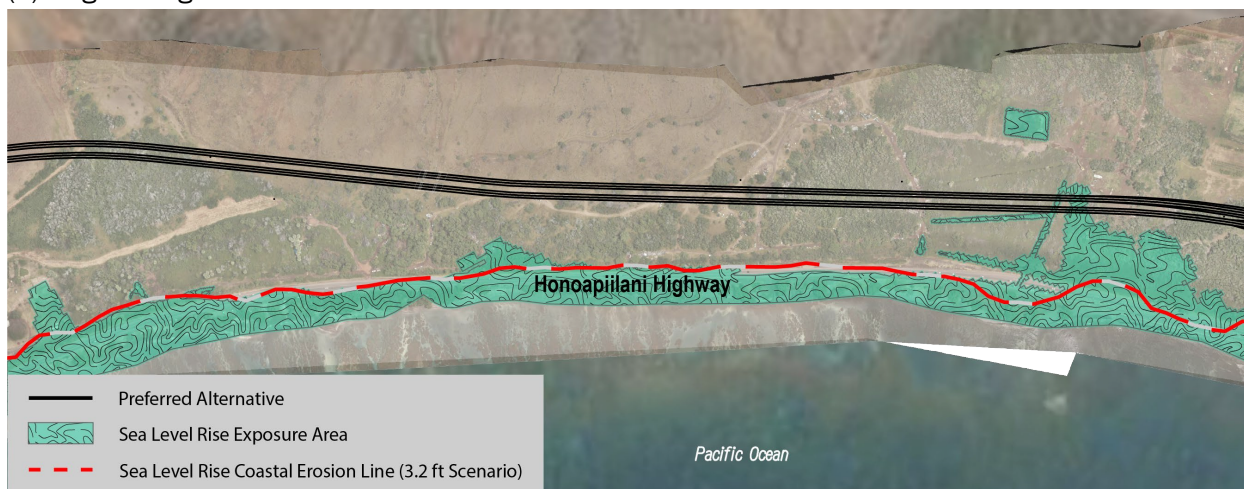 Honoapiilani Highway
Preferred Alternative
Sea Level Rise Exposure Area
Sea Level Rise Coastal Erosion Line (3.2 ft Scenario)
Pacific Ocean